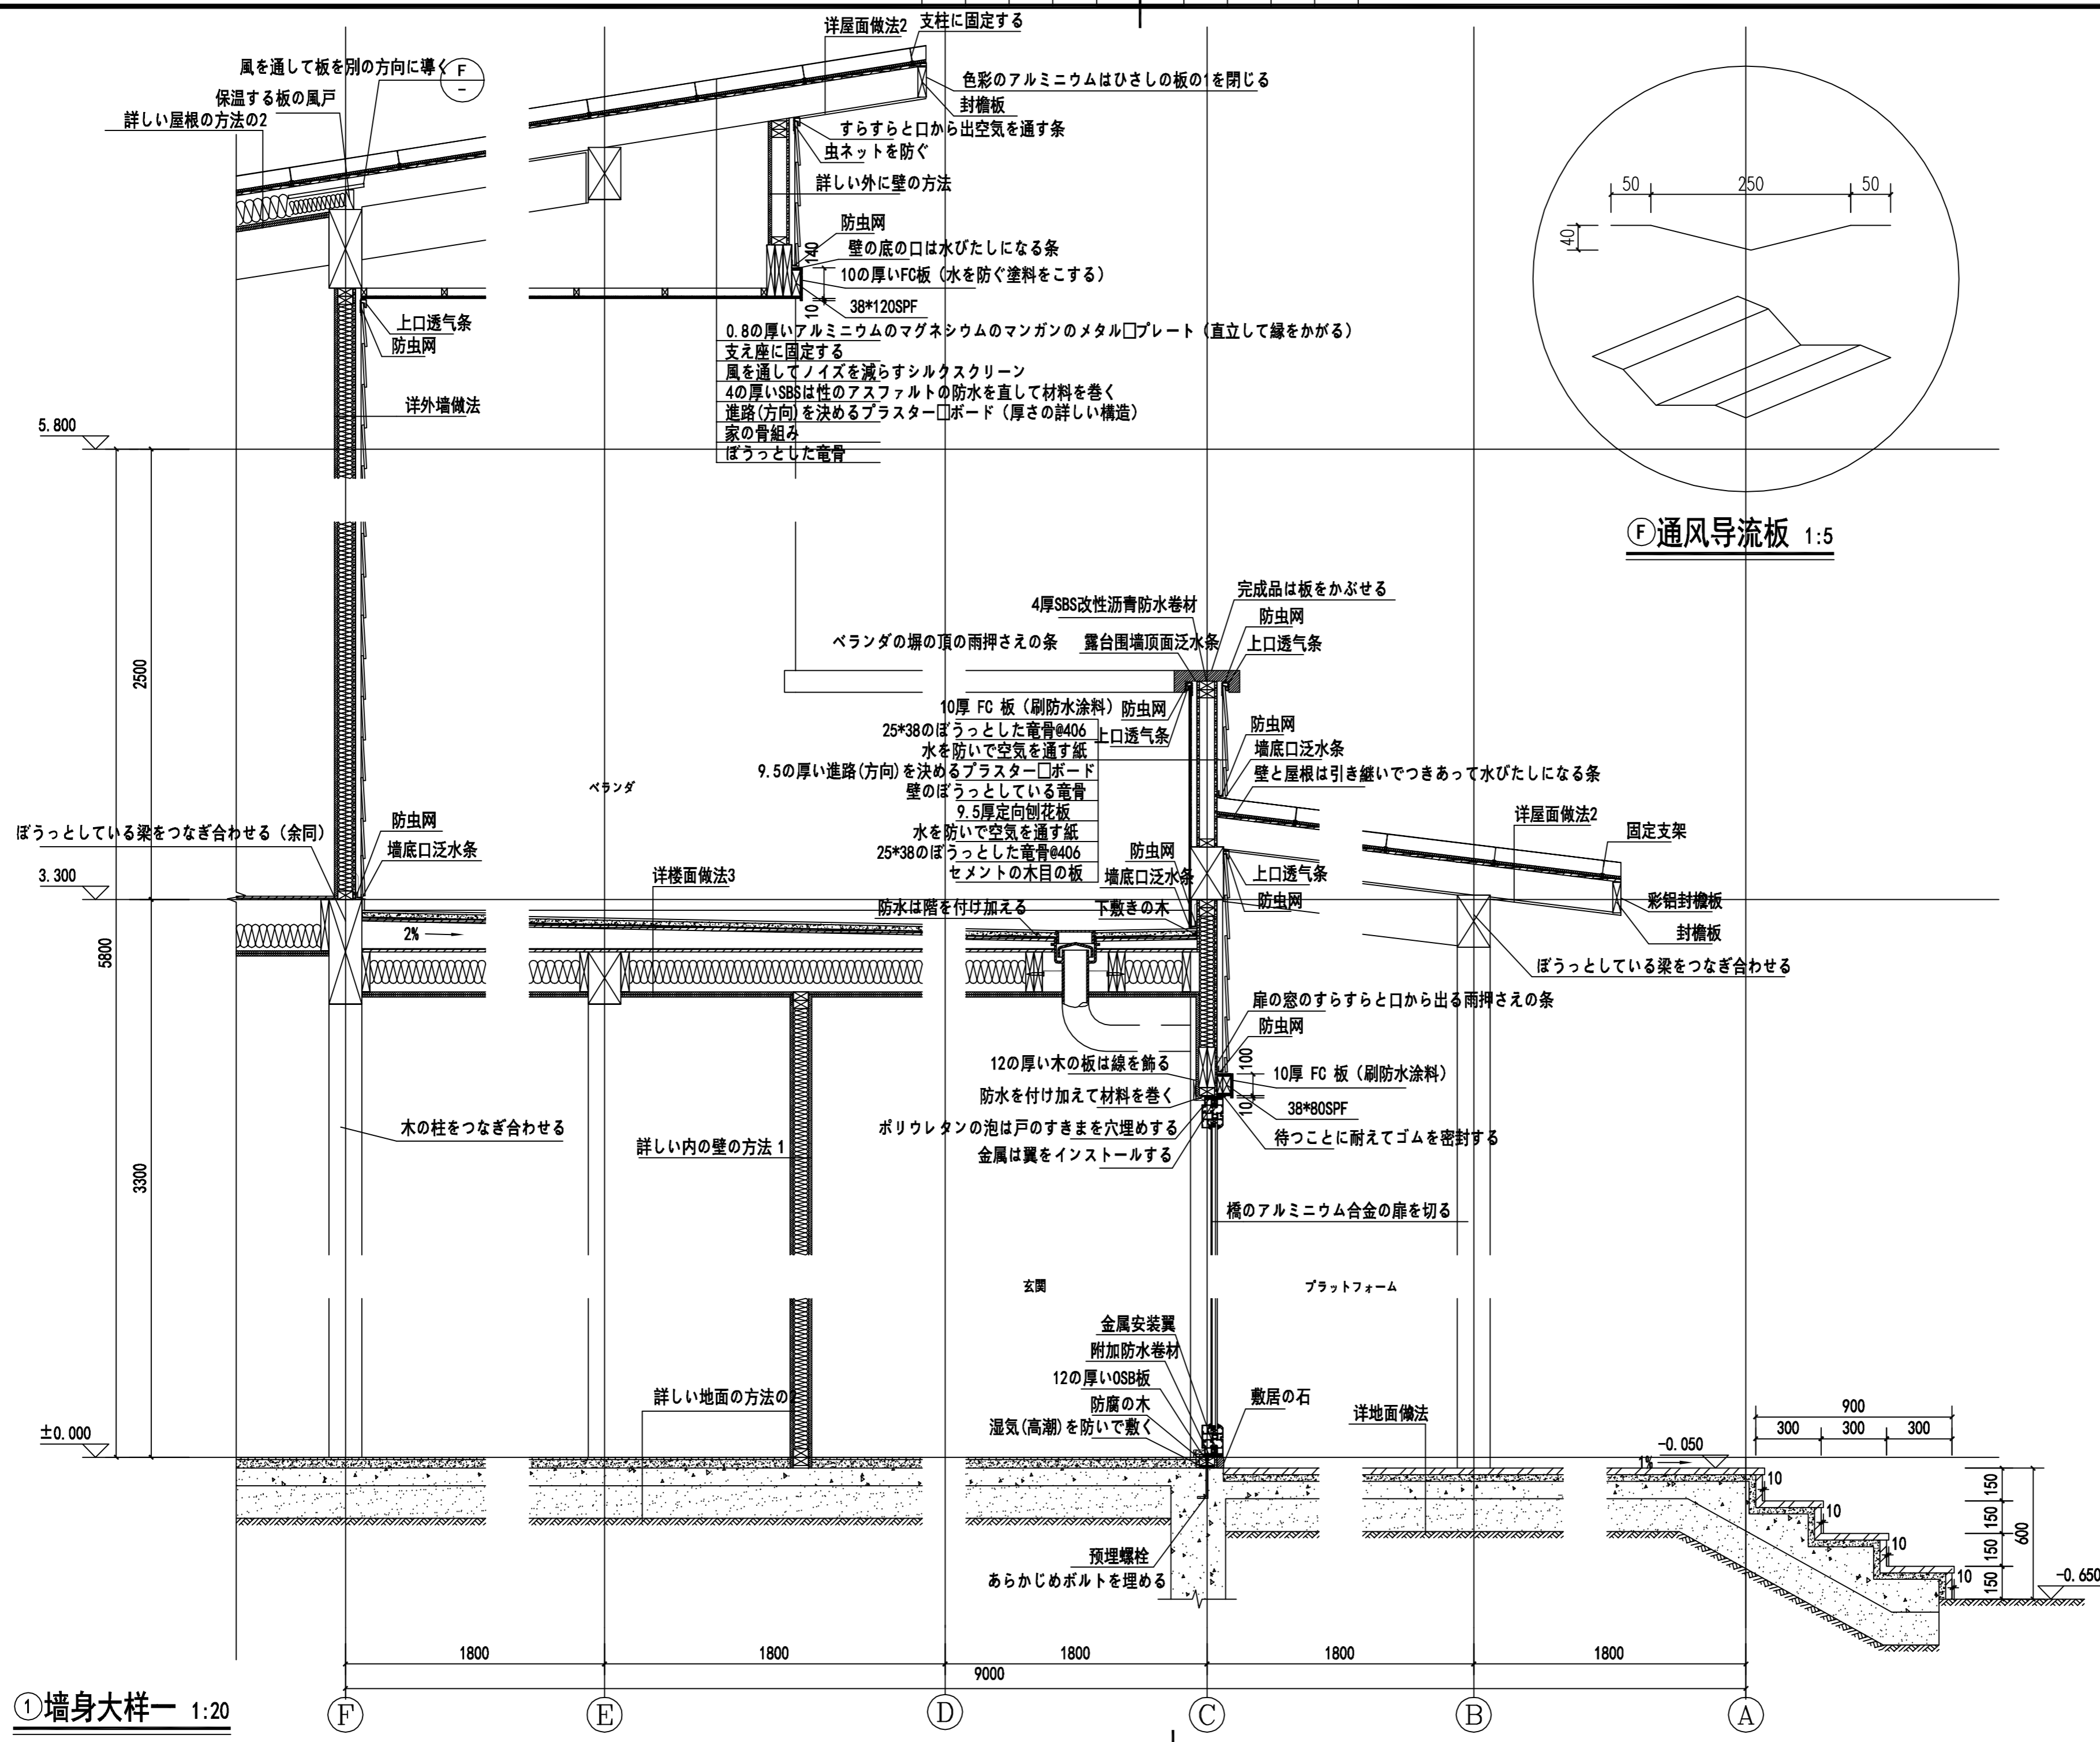 详屋面做法2
支柱に固定する
風を通して板を別の方向に導く
F
-
保温する板の風戸
詳しい屋根の方法の2
色彩のアルミニウムはひさしの板の1を閉じる
封檐板
すらすらと口から出空気を通す条
虫ネットを防ぐ
詳しい外に壁の方法
防虫网
壁の底の口は水びたしになる条
140
10の厚いFC板（水を防ぐ塗料をこする）
38*120SPF
10
上口透气条
防虫网
0.8の厚いアルミニウムのマグネシウムのマンガンのメタル□プレート（直立して縁をかがる）
支え座に固定する
風を通してノイズを減らすシルクスクリーン
4の厚いSBSは性のアスファルトの防水を直して材料を巻く
進路(方向)を決めるプラスター□ボード（厚さの詳しい構造）
家の骨組み
ぼうっとした竜骨
详外墙做法
5.800
50
250
50
40
F通风导流板 1:5
完成品は板をかぶせる
4厚SBS改性沥青防水卷材
防虫网
ベランダの塀の頂の雨押さえの条
露台围墙顶面泛水条
上口透气条
2500
10厚 FC 板（刷防水涂料）
防虫网
25*38のぼうっとした竜骨@406
上口透气条
防虫网
水を防いで空気を通す紙
墙底口泛水条
9.5の厚い進路(方向)を決めるプラスター□ボード
壁と屋根は引き継いでつきあって水びたしになる条
ベランダ
壁のぼうっとしている竜骨
9.5厚定向刨花板
详屋面做法2
水を防いで空気を通す紙
固定支架
25*38のぼうっとした竜骨@406
セメントの木目の板
防虫网
墙底口泛水条
上口透气条
防虫网
ぼうっとしている梁をつなぎ合わせる（余同）
防虫网
墙底口泛水条
3.300
详楼面做法3
防水は階を付け加える
下敷きの木
彩铝封檐板
封檐板
2%
5800
ぼうっとしている梁をつなぎ合わせる
扉の窓のすらすらと口から出る雨押さえの条
防虫网
12の厚い木の板は線を飾る
100
10厚 FC 板（刷防水涂料）
防水を付け加えて材料を巻く
10
38*80SPF
木の柱をつなぎ合わせる
ポリウレタンの泡は戸のすきまを穴埋めする
待つことに耐えてゴムを密封する
詳しい内の壁の方法 1
金属は翼をインストールする
3300
橋のアルミニウム合金の扉を切る
玄関
プラットフォーム
金属安装翼
附加防水卷材
12の厚いOSB板
防腐の木
湿気(高潮)を防いで敷く
敷居の石
詳しい地面の方法の2
详地面做法
±0.000
-0.050
1%
900
300
300
300
10
10
10
10
150
150
150
150
600
-0.650
预埋螺栓
あらかじめボルトを埋める
1800
1800
1800
1800
1800
9000
①墙身大样一 1:20
F
E
D
C
B
A